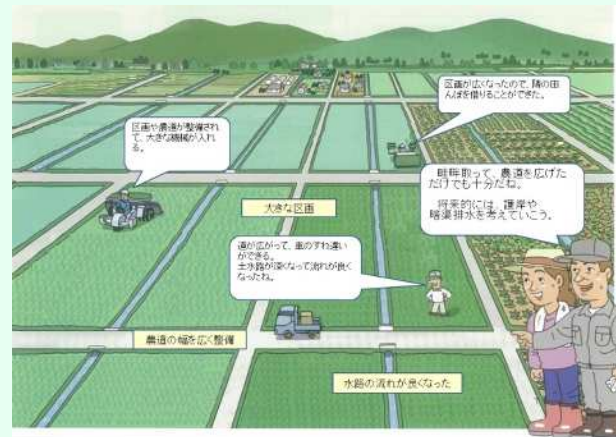 区画が広くなったので、隣の田
んぼを借りることができた。
区画や農道が整備され
て、大きな機械が入れ
る。
畦畔取って、農道を広げた
だけでも十分だね。
将来的には、護岸や
暗渠排水を考えていこう。
大きな区画
道が広がって、車のすれ違い
ができる。
土水路が深くなって流れが良く
なったね。
農道の幅を広く整備
水路の流れが良くなった